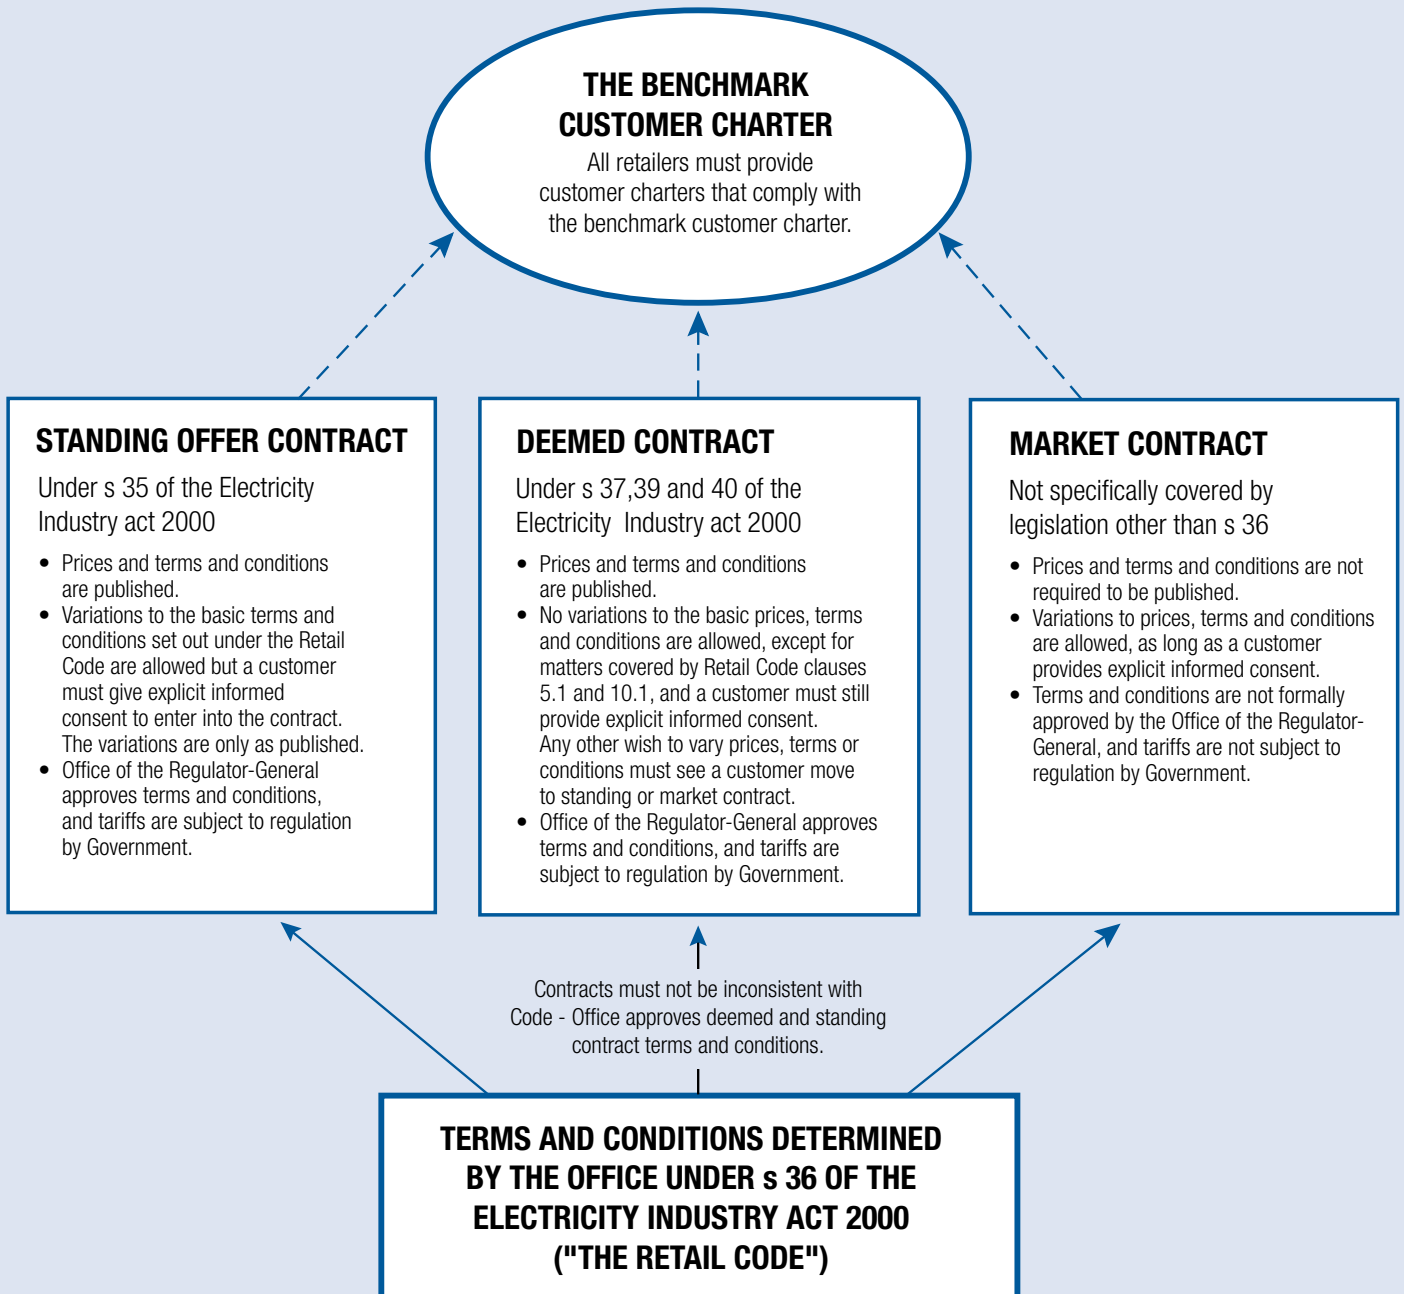 THE BENCHMARK
CUSTOMER CHARTER
All retailers must provide
customer charters that comply with
the benchmark customer charter.
STANDING OFFER CONTRACT
Under s 35 of the Electricity
Industry act 2000
• Prices and terms and conditions
are published.
• Variations to the basic terms and
conditions set out under the Retail
Code are allowed but a customer
must give explicit informed
consent to enter into the contract.
The variations are only as published.
• Office of the Regulator-General
approves terms and conditions,
and tariffs are subject to regulation
by Government.
DEEMED CONTRACT
Under s 37,39 and 40 of the
Electricity Industry act 2000
• Prices and terms and conditions
are published.
• No variations to the basic prices, terms
and conditions are allowed, except for
matters covered by Retail Code clauses
5.1 and 10.1, and a customer must still
provide explicit informed consent.
Any other wish to vary prices, terms or
conditions must see a customer move
to standing or market contract.
• Office of the Regulator-General approves
terms and conditions, and tariffs are
subject to regulation by Government.
MARKET CONTRACT
Not specifically covered by
legislation other than s 36
• Prices and terms and conditions are not
required to be published.
• Variations to prices, terms and conditions
are allowed, as long as a customer
provides explicit informed consent.
• Terms and conditions are not formally
approved by the Office of the Regulator-
General, and tariffs are not subject to
regulation by Government.
Contracts must not be inconsistent with
Code - Office approves deemed and standing
contract terms and conditions.
TERMS AND CONDITIONS DETERMINED
BY THE OFFICE UNDER s 36 OF THE
ELECTRICITY INDUSTRY ACT 2000
("THE RETAIL CODE")